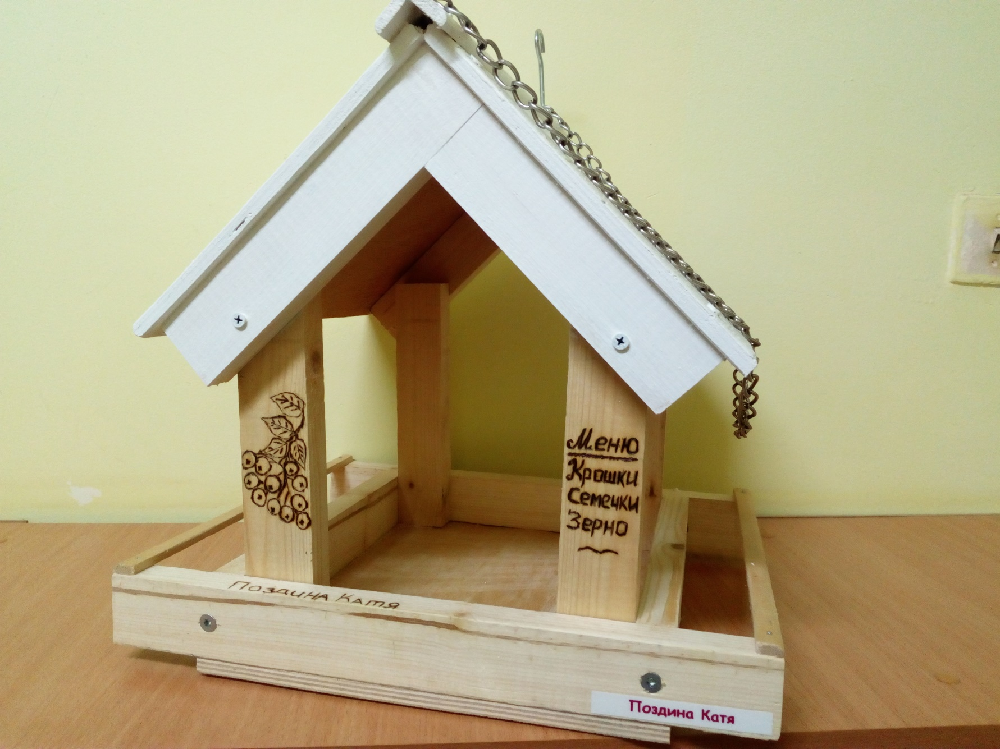 Меню
Крошки
Семечки
Зерно
Поздина Катя
Поздина Катя